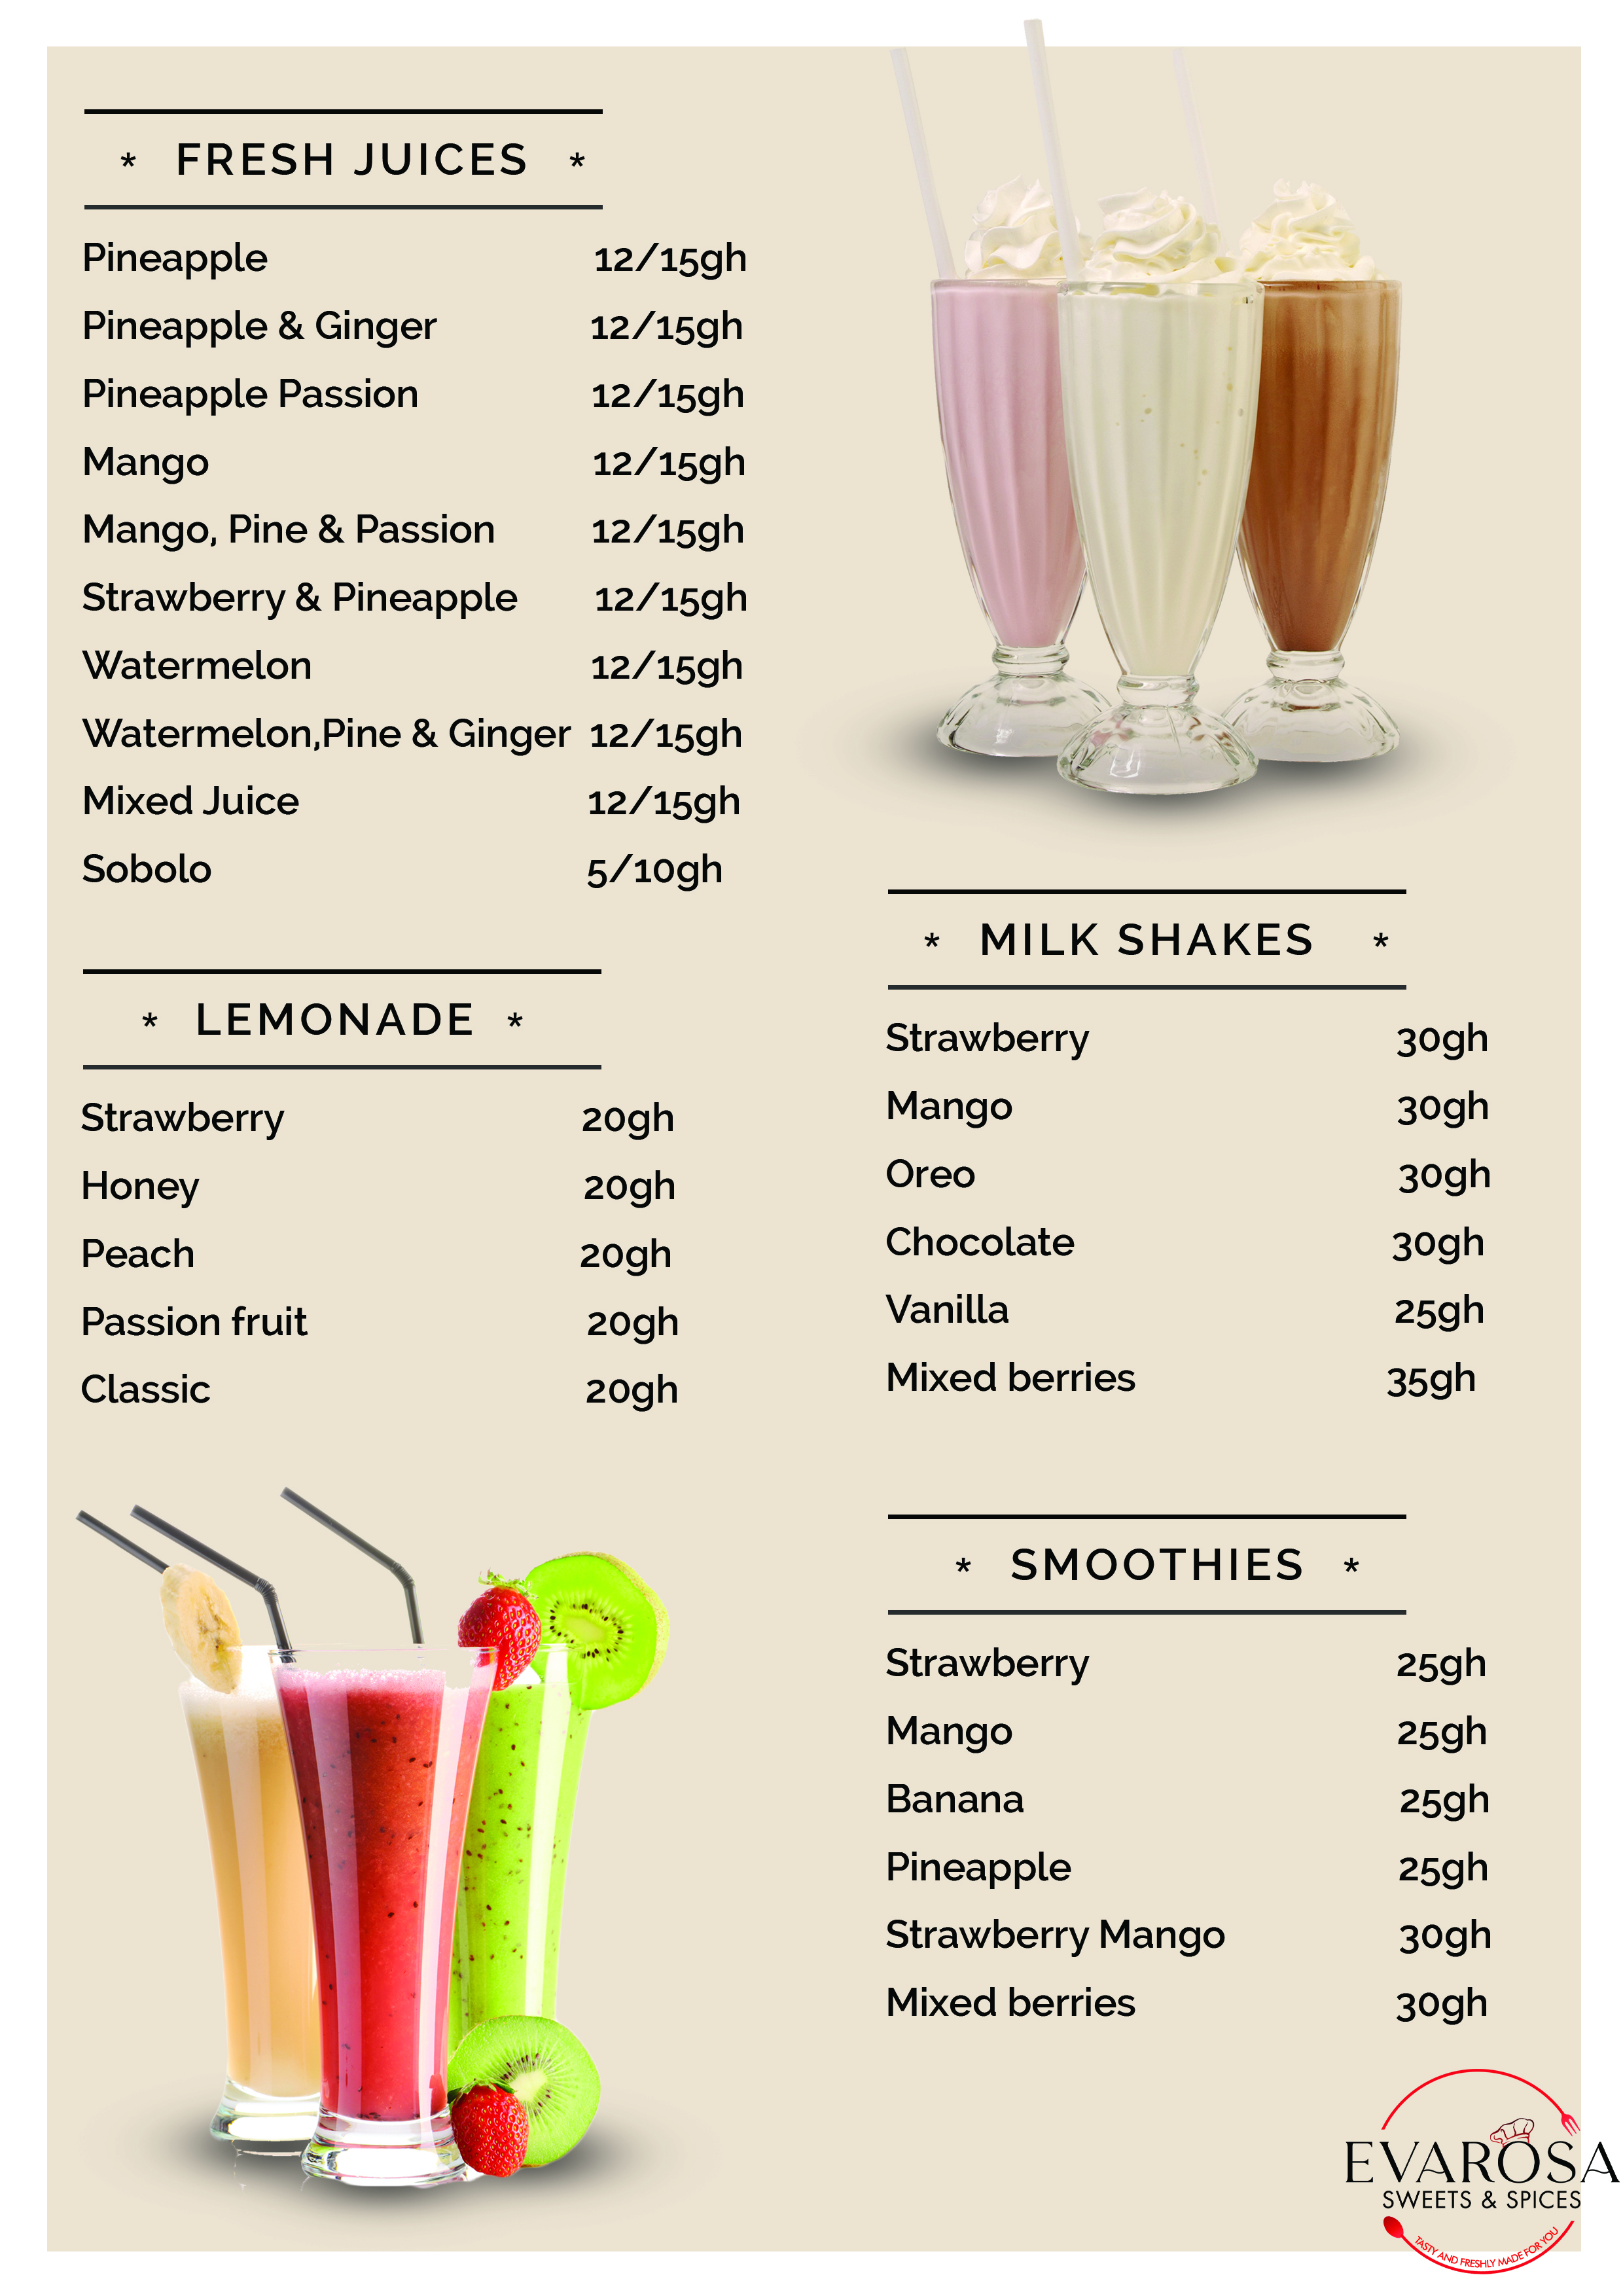 * FRESH JUICES *
Pineapple 12/15gh
Pineapple & Ginger 12/15gh
Pineapple Passion 12/15gh
Mango 12/15gh
Mango, Pine & Passion 12/15gh
Strawberry & Pineapple 12/15gh
Watermelon 12/15gh
Watermelon,Pine & Ginger 12/15gh
Mixed Juice 12/15gh
Sobolo 5/10gh
* LEMONADE *
Strawberry 20gh
Honey 20gh
Peach 20gh
Passion fruit 20gh
Classic 20gh
* MILK SHAKES *
Strawberry 30gh
Mango 30gh
Oreo 30gh
Chocolate 30gh
Vanilla 25gh
Mixed berries 35gh
* SMOOTHIES *
Strawberry 25gh
Mango 25gh
Banana 25gh
Pineapple 25gh
Strawberry Mango 30gh
Mixed berries 30gh
EVAROSA
SWEETS & SPICES
TASTY AND FRESHLY MADE FOR YOU